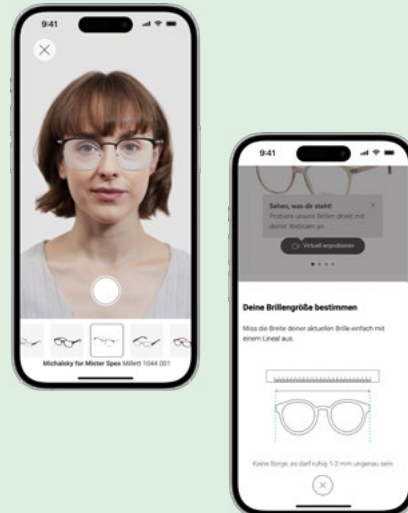 9:41
Michalsky for Mister Spex Millett 1044 001
9:41
Sehen, was dir steht!
Probiere unsere Brillen direkt mit
deiner Webcam an
Virtuell anprobieren
Deine Brillengröße bestimmen
Miss die Breite deiner aktuellen Brille einfach mit
einem Lineal aus.
Keine Sorge, es darf ruhig 1-2 mm ungenau sein.